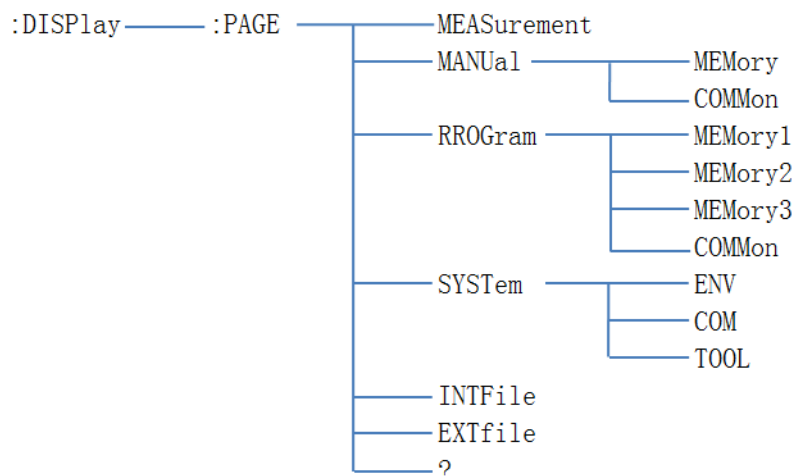 :DISPlay :PAGE MEASurement
MANUal MEMory
COMMon
RROGram MEMory1
MEMory2
MEMory3
COMMon
SYSTem ENV
COM
TOOL
INTFile
EXTfile
?